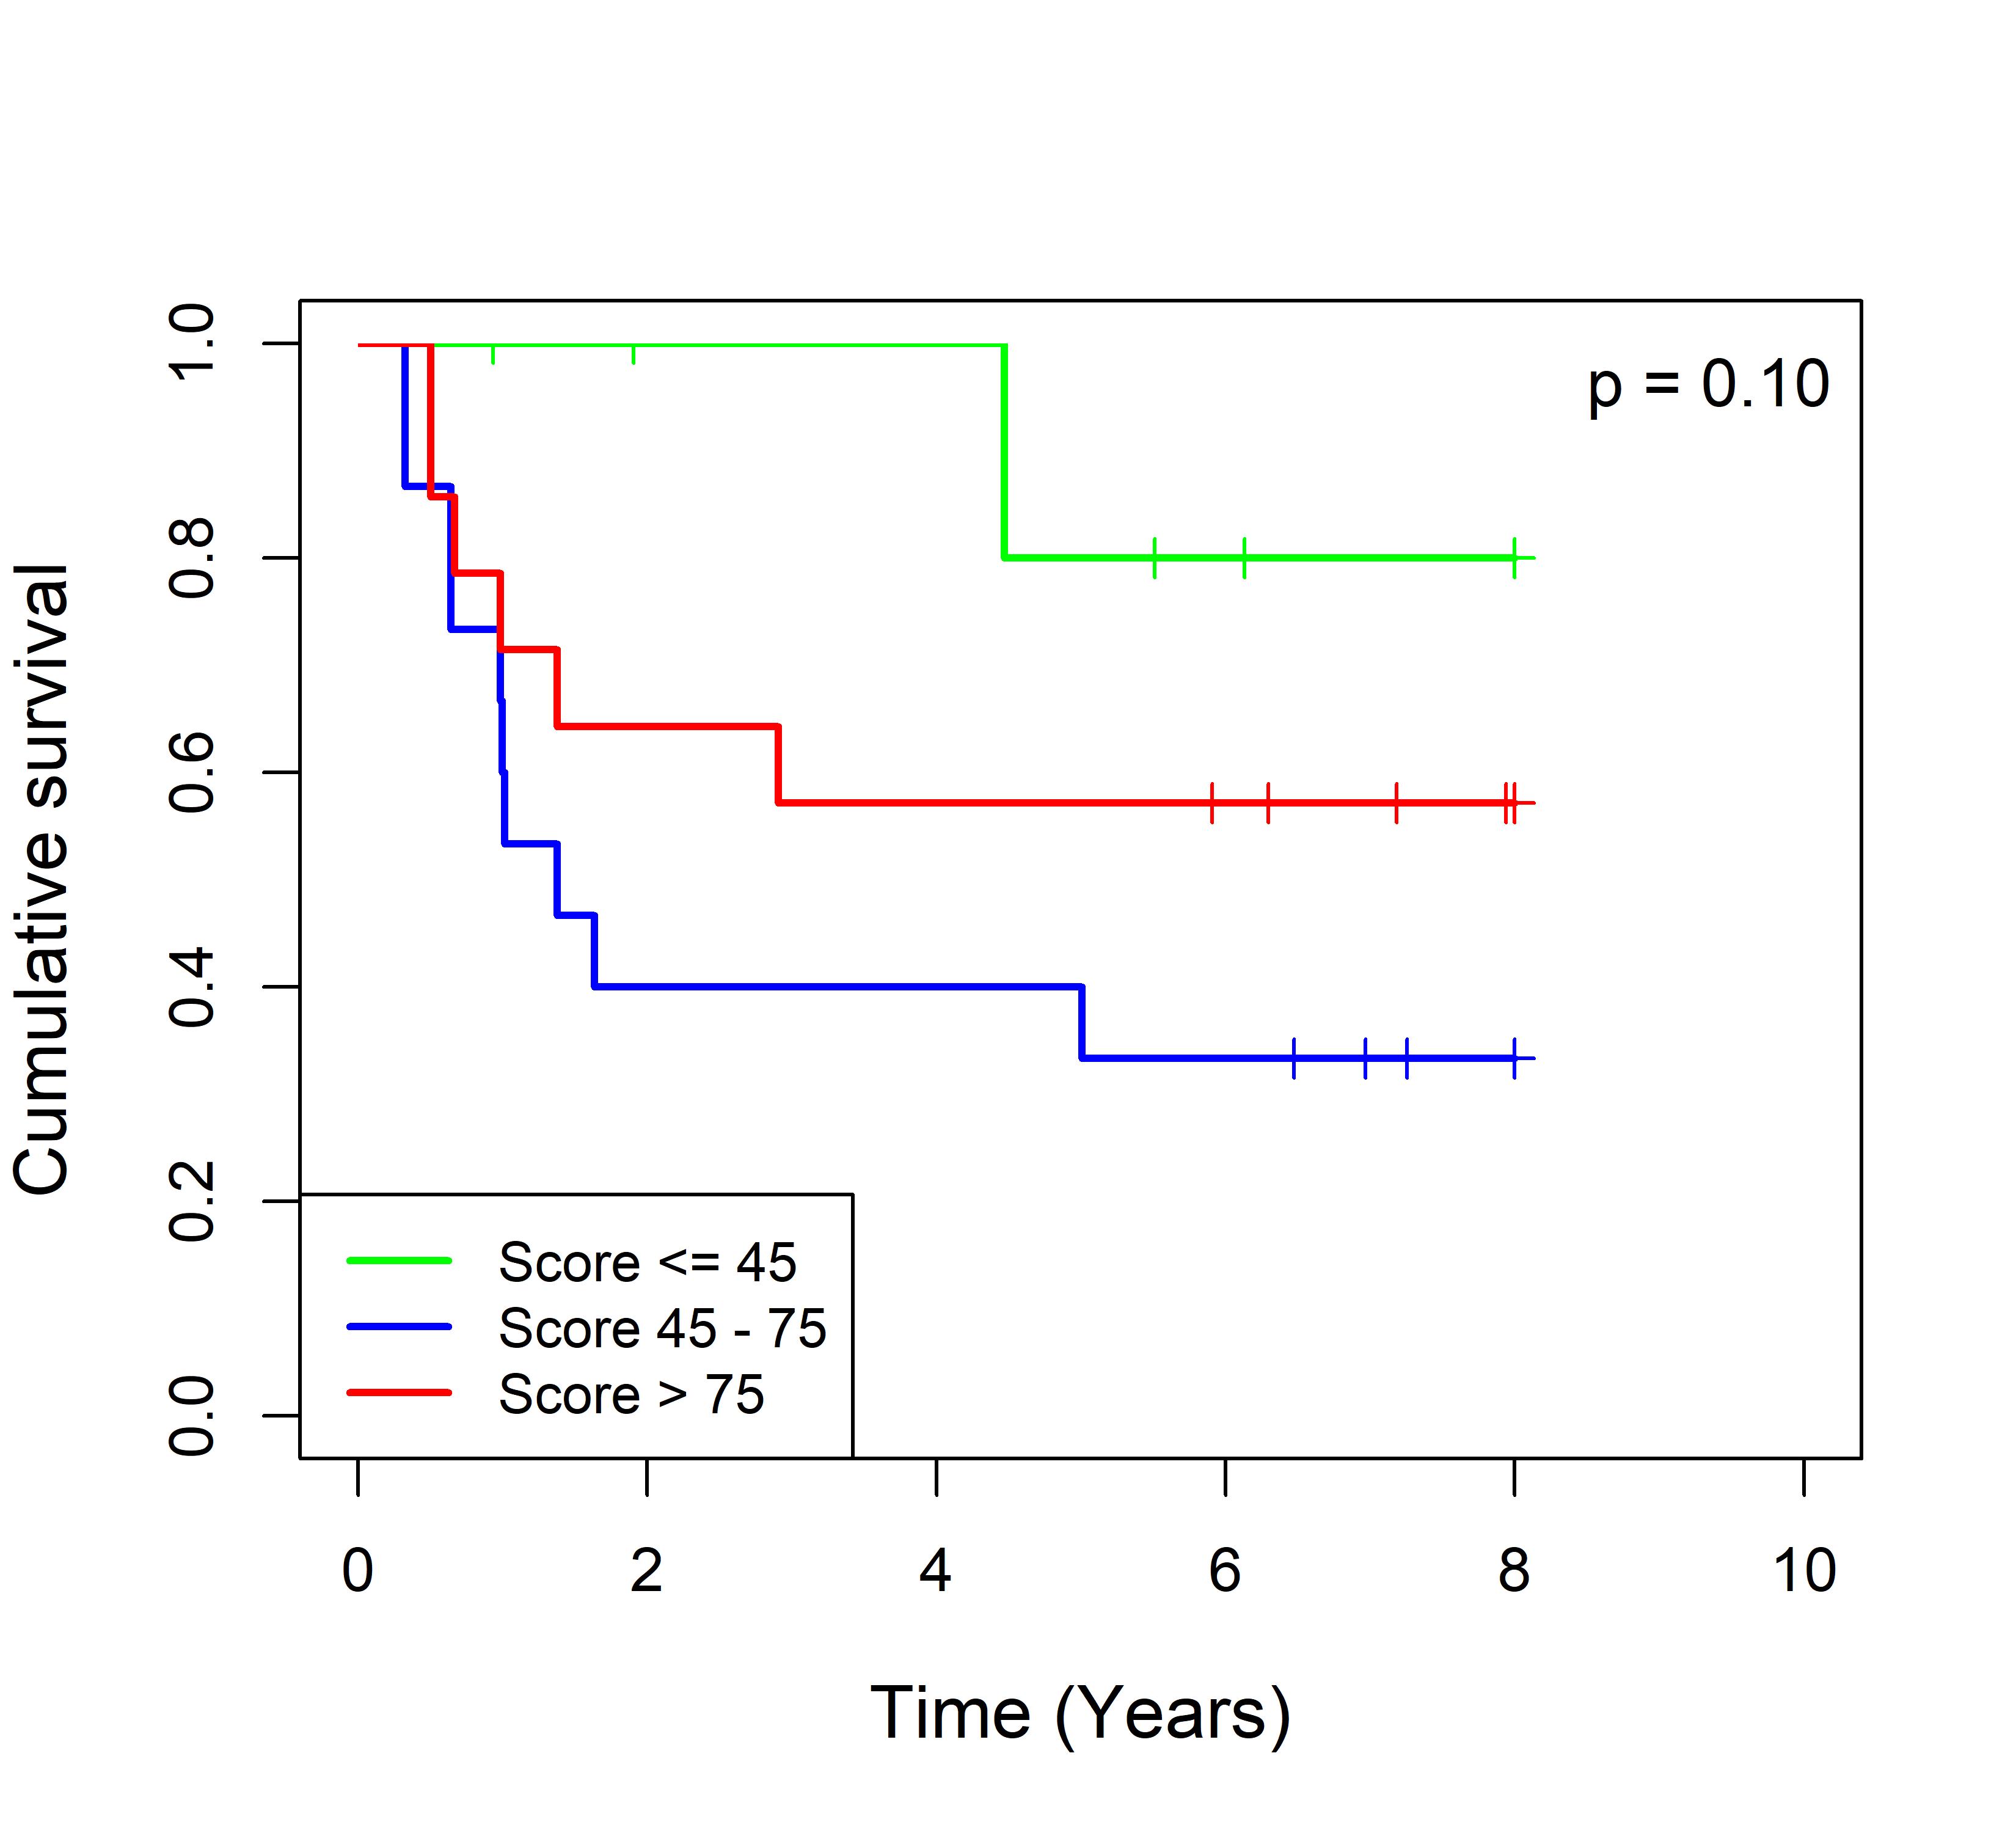 p = 0.10
Cumulative survival
1.0
0.8
0.6
0.4
0.2
0.0
Score <= 45
Score 45 - 75
Score > 75
0 2 4 6 8 10
Time (Years)